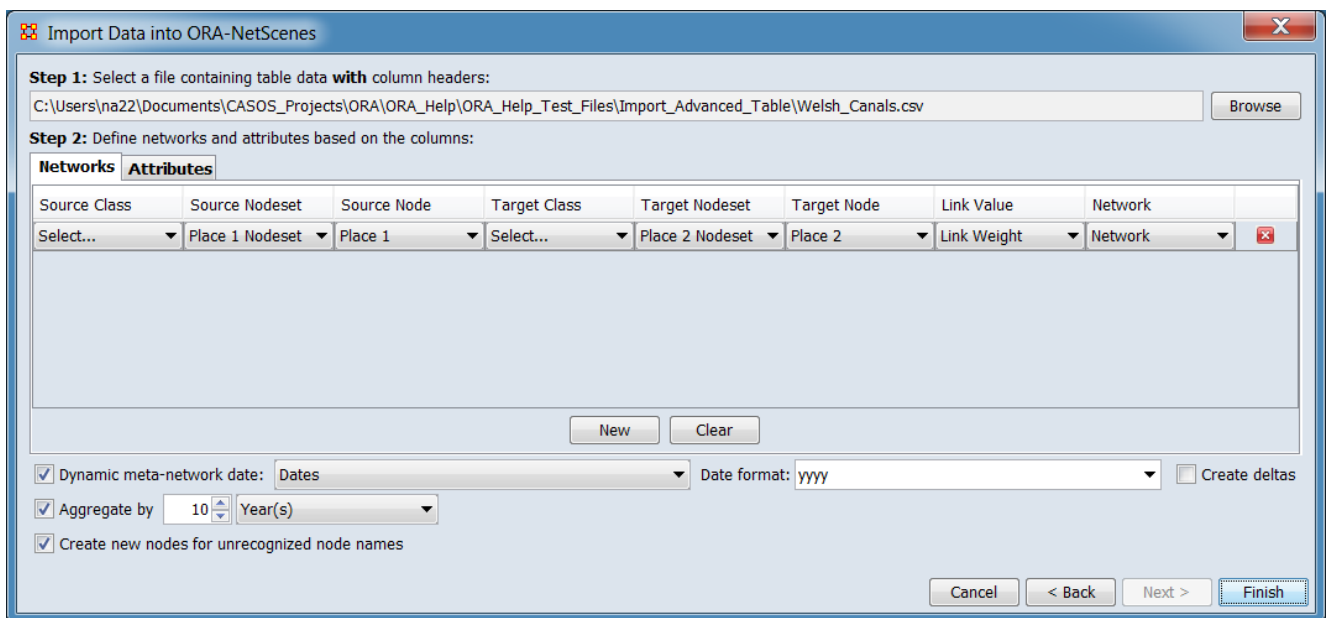 Import Data into ORA-NetScenes
Step 1: Select a file containing table data with column headers:
C:\Users\na22\Documents\CASOS_Projects\ORA\ORA_Help\ORA_Help_Test_Files\Import_Advanced_Table\Welsh_Canals.csv Browse
Step 2: Define networks and attributes based on the columns:
Networks Attributes
Source Class Source Nodeset Source Node Target Class Target Nodeset Target Node Link Value Network
Select... Place 1 Nodeset Place 1 Select... Place 2 Nodeset Place 2 Link Weight Network
New Clear
Dynamic meta-network date: Dates Date format: yyyy Create deltas
Aggregate by 10 Year(s)
Create new nodes for unrecognized node names
Cancel < Back Next > Finish